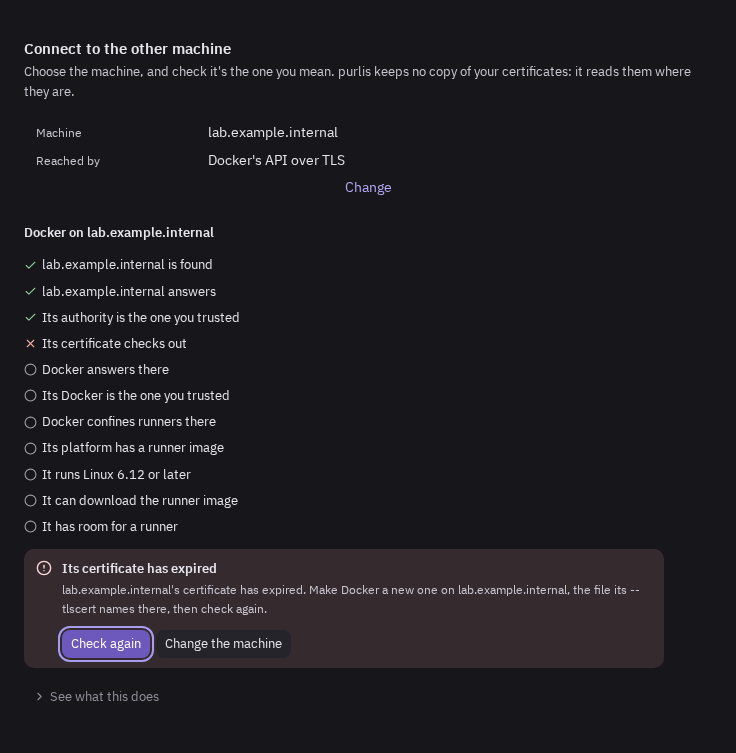 Connect to the other machine
Choose the machine, and check it's the one you mean. purlis keeps no copy of your certificates: it reads them where
they are.
Machine lab.example.internal
Reached by Docker's API over TLS
Change
Docker on lab.example.internal
lab.example.internal is found
lab.example.internal answers
Its authority is the one you trusted
Its certificate checks out
Docker answers there
Its Docker is the one you trusted
Docker confines runners there
Its platform has a runner image
It runs Linux 6.12 or later
It can download the runner image
It has room for a runner
Its certificate has expired
lab.example.internal's certificate has expired. Make Docker a new one on lab.example.internal, the file its --
tlscert names there, then check again.
Check again Change the machine
See what this does